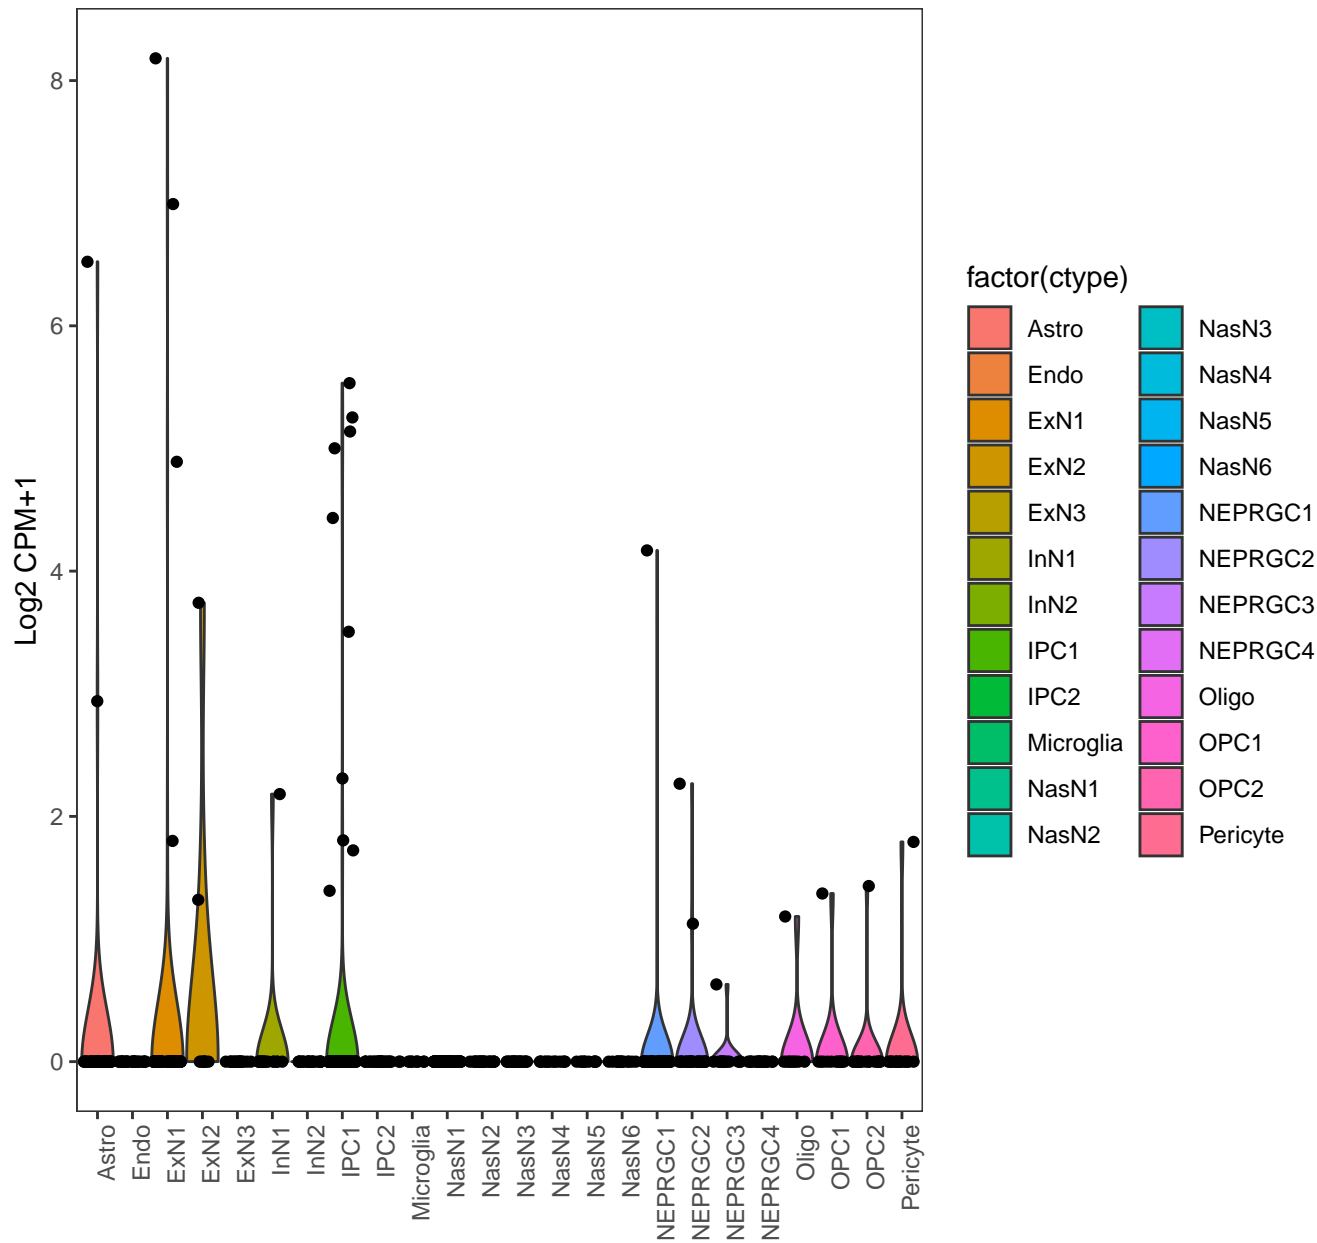 8
6
4
2
0
Log2 CPM+1
Astro
Endo
ExN1
ExN2
ExN3
InN1
InN2
IPC1
IPC2
Microglia
NasN1
NasN2
NasN3
NasN4
NasN5
NasN6
NEPRGC1
NEPRGC2
NEPRGC3
NEPRGC4
Oligo
OPC1
OPC2
Pericyte
factor(ctype)
Astro
Endo
ExN1
ExN2
ExN3
InN1
InN2
IPC1
IPC2
Microglia
NasN1
NasN2
NasN3
NasN4
NasN5
NasN6
NEPRGC1
NEPRGC2
NEPRGC3
NEPRGC4
Oligo
OPC1
OPC2
Pericyte